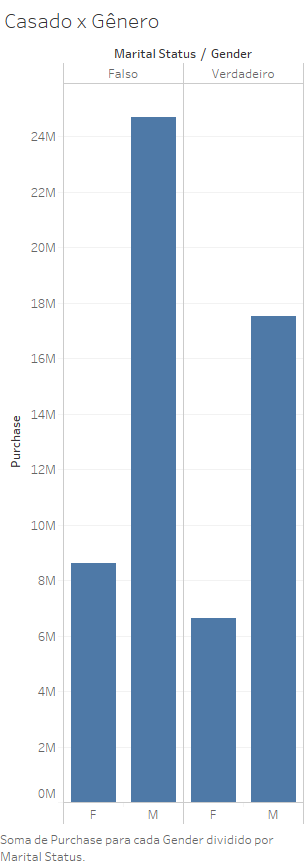 Casado x Gênero
Marital Status / Gender
Falso
Verdadeiro
24M
22M
20M
18M
16M
14M
12M
10M
8M
6M
4M
2M
0M
Purchase
F
M
F
M
Soma de Purchase para cada Gender dividido por
Marital Status.